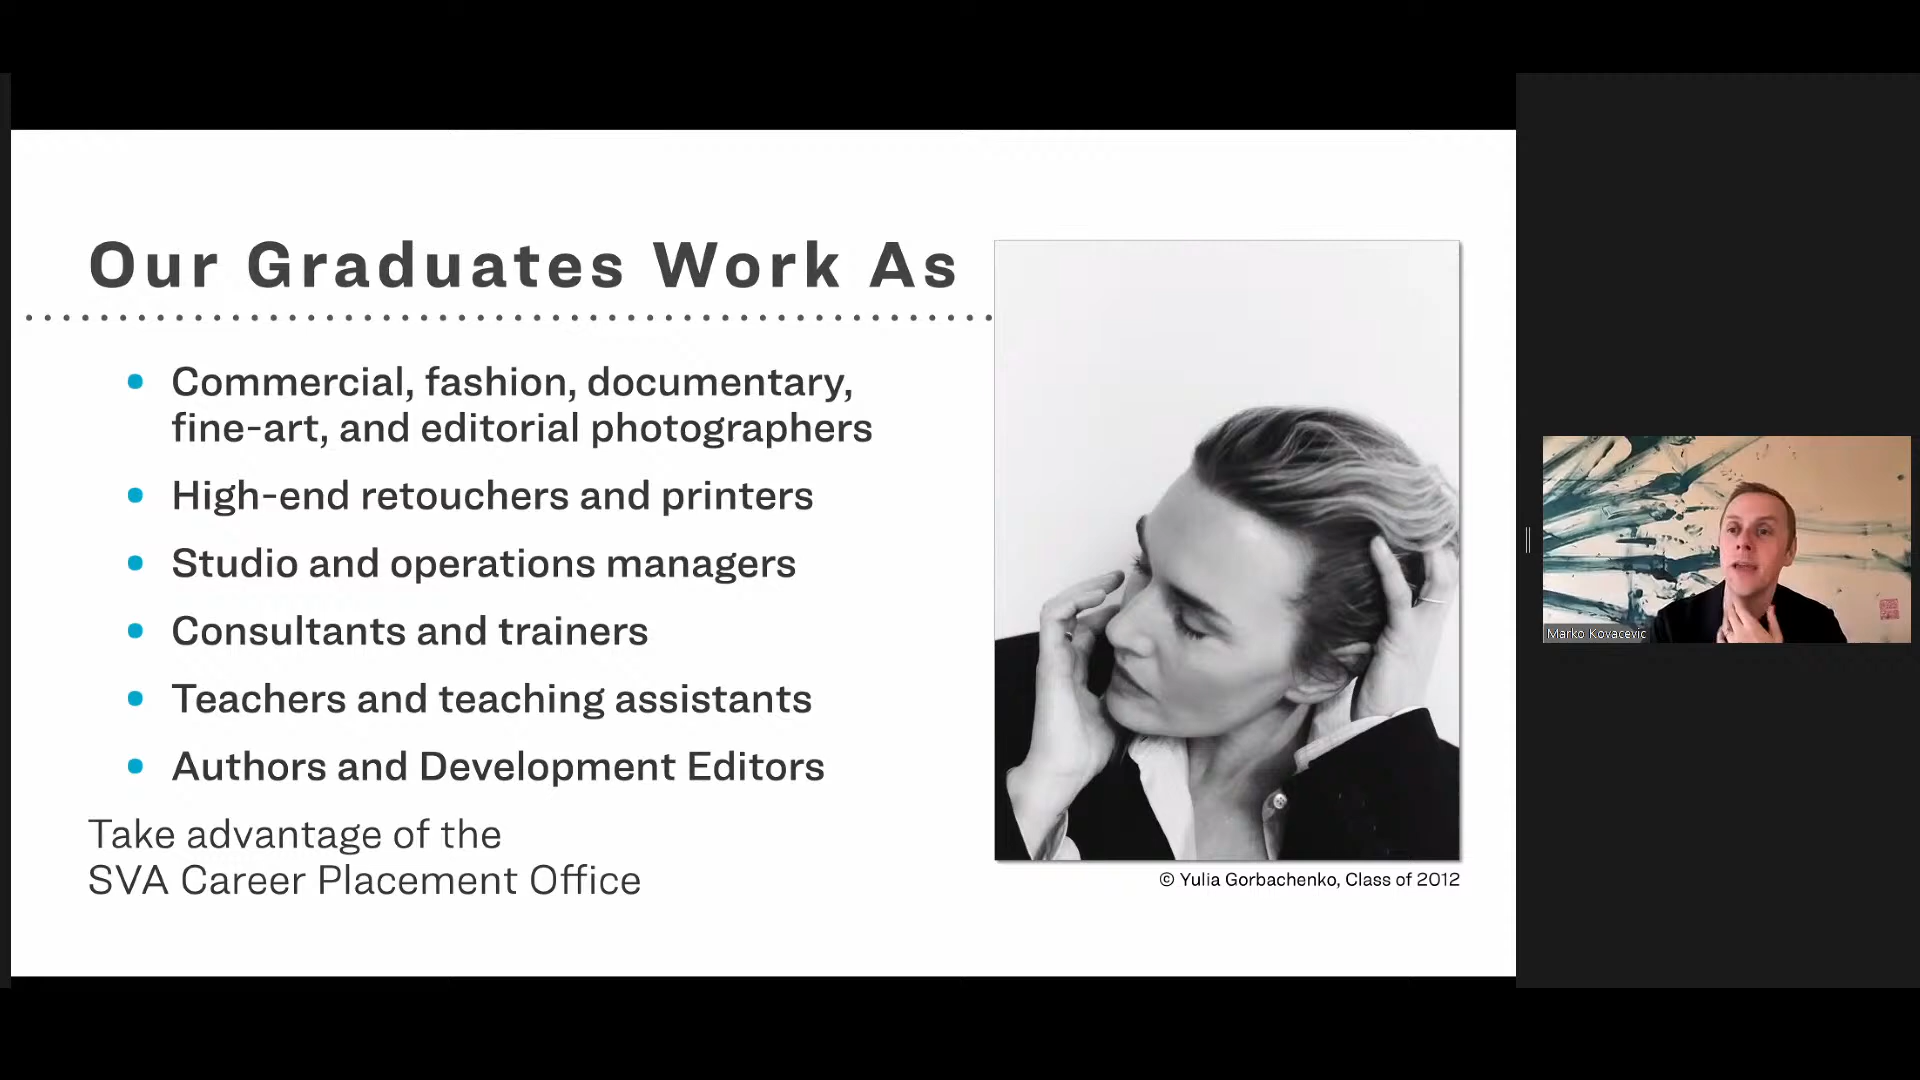 Our Graduates Work As
Commercial, fashion, documentary,
fine-art, and editorial photographers
High-end retouchers and printers
Studio and operations managers
Consultants and trainers
Teachers and teaching assistants
Authors and Development Editors
Take advantage of the
SVA Career Placement Office
© Yulia Gorbachenko, Class of 2012
Marko Kovacevic